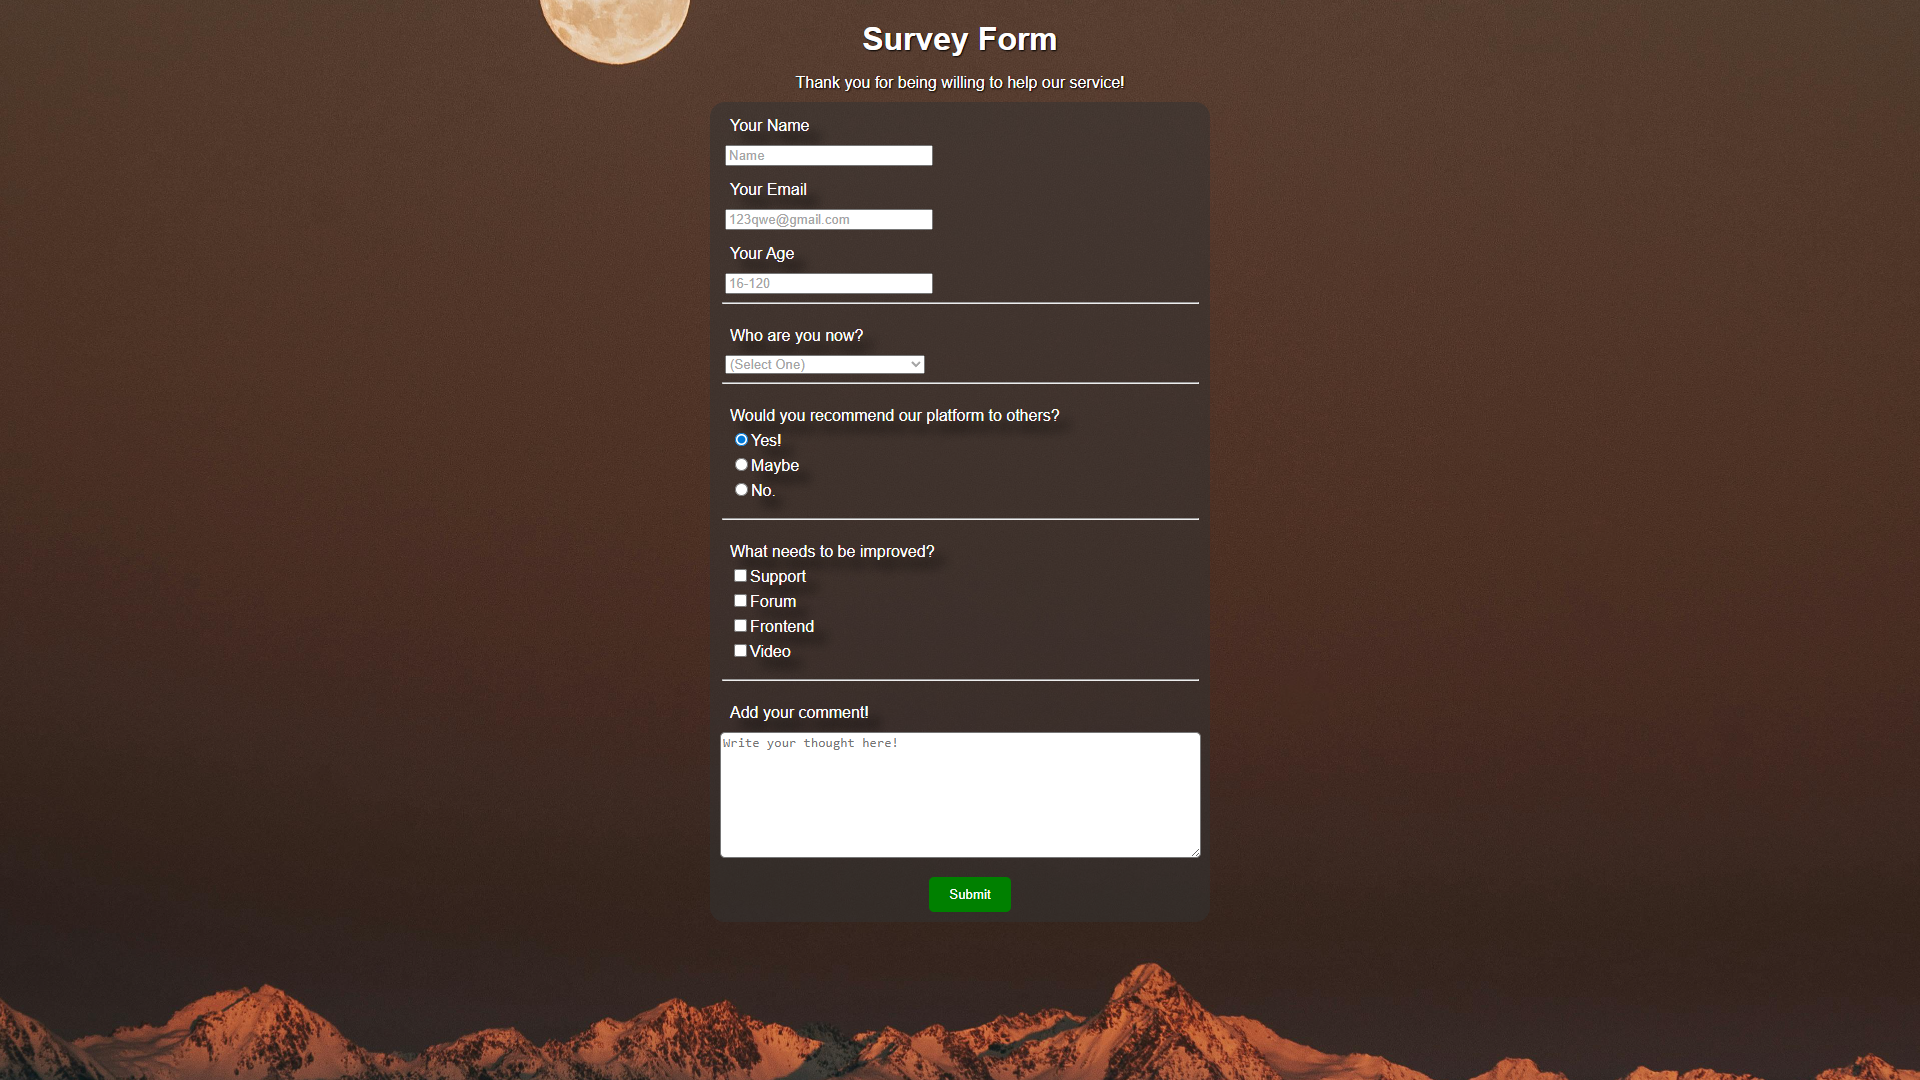 Survey Form
Thank you for being willing to help our service!
Your Name
Name
Your Email
123qwe@gmail.com
Your Age
16-120
Who are you now?
(Select One)
Would you recommend our platform to others?
Yes!
Maybe
No.
What needs to be improved?
Support
Forum
Frontend
Video
Add your comment!
Write your thought here!
Submit